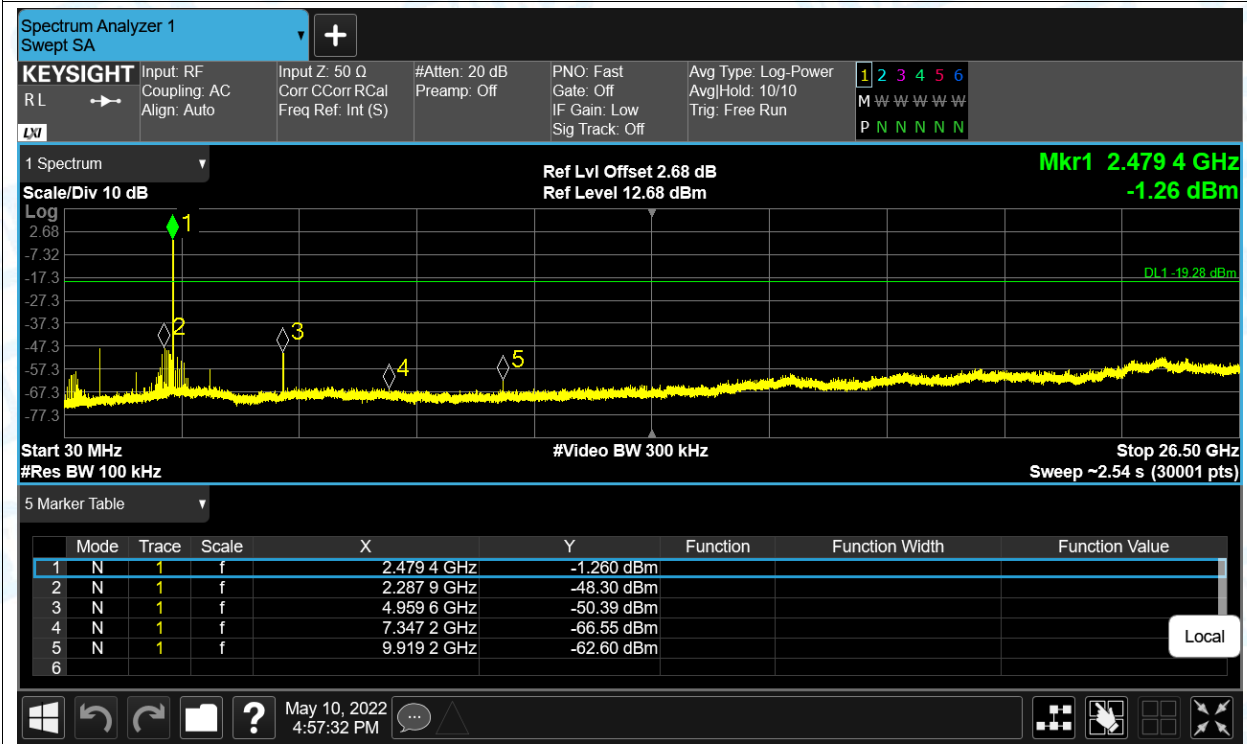 Spectrum Analyzer 1
Swept SA
+
KEYSIGHT
R L
LXI
Input: RF
Coupling: AC
Align: Auto
Input Z: 50 Ω
Corr CCorr RCal
Freq Ref: Int (S)
#Atten: 20 dB
Preamp: Off
PNO: Fast
Gate: Off
IF Gain: Low
Sig Track: Off
Avg Type: Log-Power
Avg|Hold: 10/10
Trig: Free Run
1 2 3 4 5 6
M W W W W W
P N N N N N
1 Spectrum
Scale/Div 10 dB
Ref Lvl Offset 2.68 dB
Ref Level 12.68 dBm
Mkr1 2.479 4 GHz
-1.26 dBm
Log
2.68
-7.32
-17.3
-27.3
-37.3
-47.3
-57.3
-67.3
-77.3
1
2
3
4
5
DL1 -19.28 dBm
Start 30 MHz
#Video BW 300 kHz
Stop 26.50 GHz
#Res BW 100 kHz
Sweep ~2.54 s (30001 pts)
5 Marker Table
Mode Trace Scale X Y Function Function Width Function Value
1 N 1 f 2.479 4 GHz -1.260 dBm
2 N 1 f 2.287 9 GHz -48.30 dBm
3 N 1 f 4.959 6 GHz -50.39 dBm
4 N 1 f 7.347 2 GHz -66.55 dBm
5 N 1 f 9.919 2 GHz -62.60 dBm
6
Local
?
May 10, 2022
4:57:32 PM